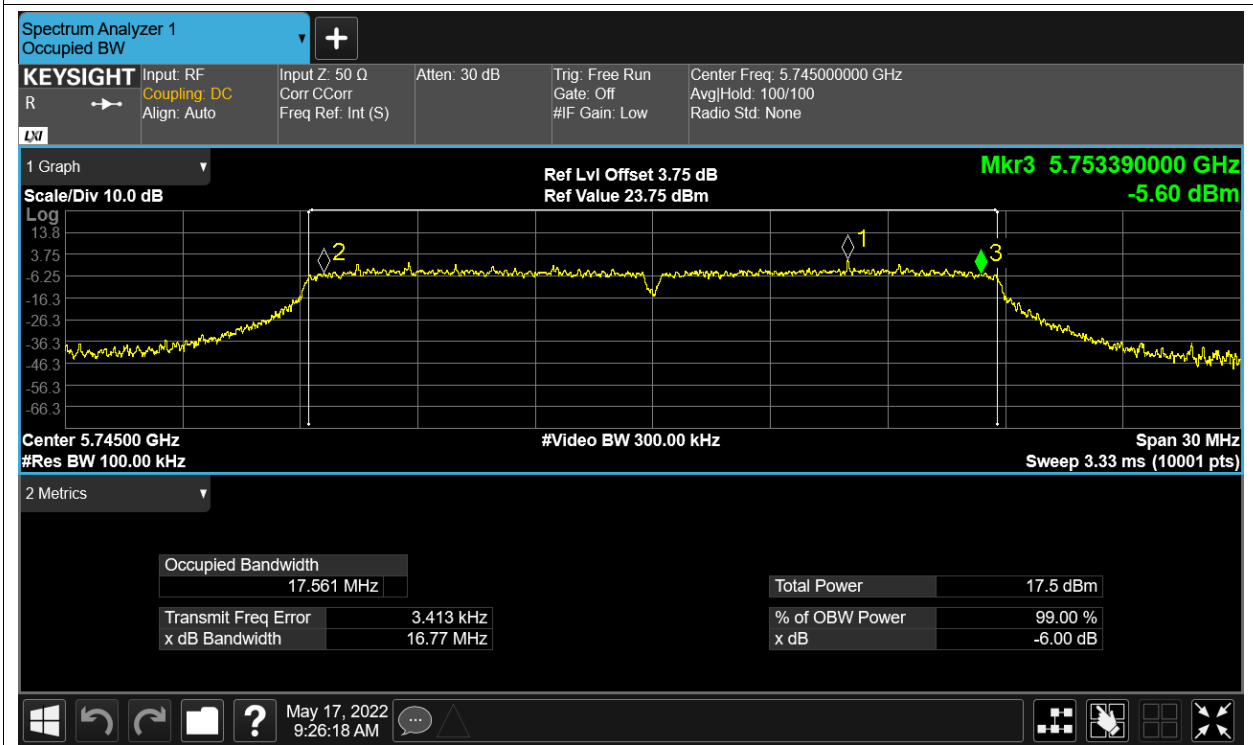 Spectrum Analyzer 1
Occupied BW
KEYSIGHT
R
LXI
Input: RF
Coupling: DC
Align: Auto
Input Z: 50 Ω
Corr CCorr
Freq Ref: Int (S)
Atten: 30 dB
Trig: Free Run
Gate: Off
#IF Gain: Low
Center Freq: 5.745000000 GHz
Avg|Hold: 100/100
Radio Std: None
1 Graph
Scale/Div 10.0 dB
Ref Lvl Offset 3.75 dB
Ref Value 23.75 dBm
Mkr3 5.753390000 GHz
-5.60 dBm
Log
13.8
3.75
-6.25
-16.3
-26.3
-36.3
-46.3
-56.3
-66.3
2
1
3
Center 5.74500 GHz
#Res BW 100.00 kHz
#Video BW 300.00 kHz
Span 30 MHz
Sweep 3.33 ms (10001 pts)
2 Metrics
Occupied Bandwidth
17.561 MHz
Transmit Freq Error 3.413 kHz
x dB Bandwidth 16.77 MHz
Total Power 17.5 dBm
% of OBW Power 99.00 %
x dB -6.00 dB
?
May 17, 2022
9:26:18 AM